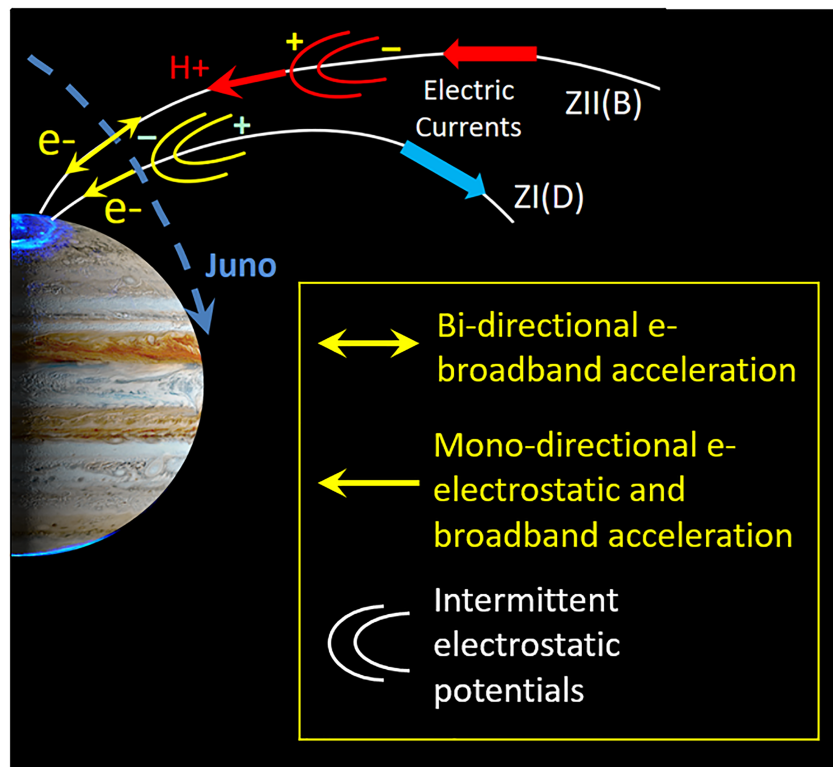 H+
+
−
Electric
Currents
ZII(B)
e-
−
+
e-
ZI(D)
Juno
Bi-directional e-
broadband acceleration
Mono-directional e-
electrostatic and
broadband acceleration
Intermittent
electrostatic
potentials